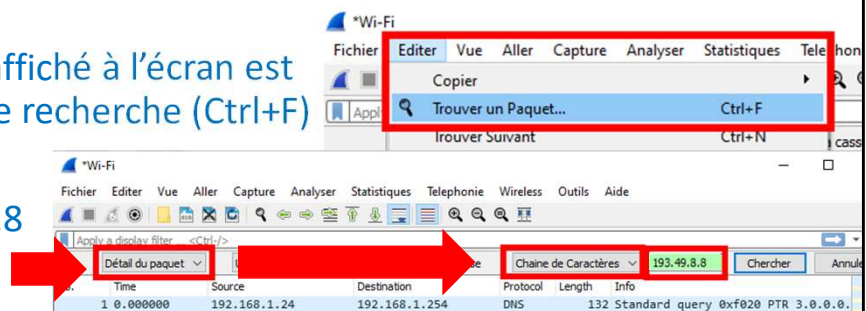 *Wi-Fi
Fichier Editer Vue Aller Capture Analyser Statistiques
Copier
Trouver un Paquet... Ctrl+F
Trouver Suivant Ctrl+N
affiché à l'écran est
recherche (Ctrl+F)
*Wi-Fi
Fichier Editer Vue Aller Capture Analyser Statistiques Telephonie Wireless Outils Aide
Apply a display filter ... <Ctrl-/>
Détail du paquet Chaine de Caractères 193.49.8.8 Chercher
Time Source Destination Protocol Length Info
1 0.000000 192.168.1.24 192.168.1.254 DNS 132 Standard query 0xf020 PTR 3.0.0.0.